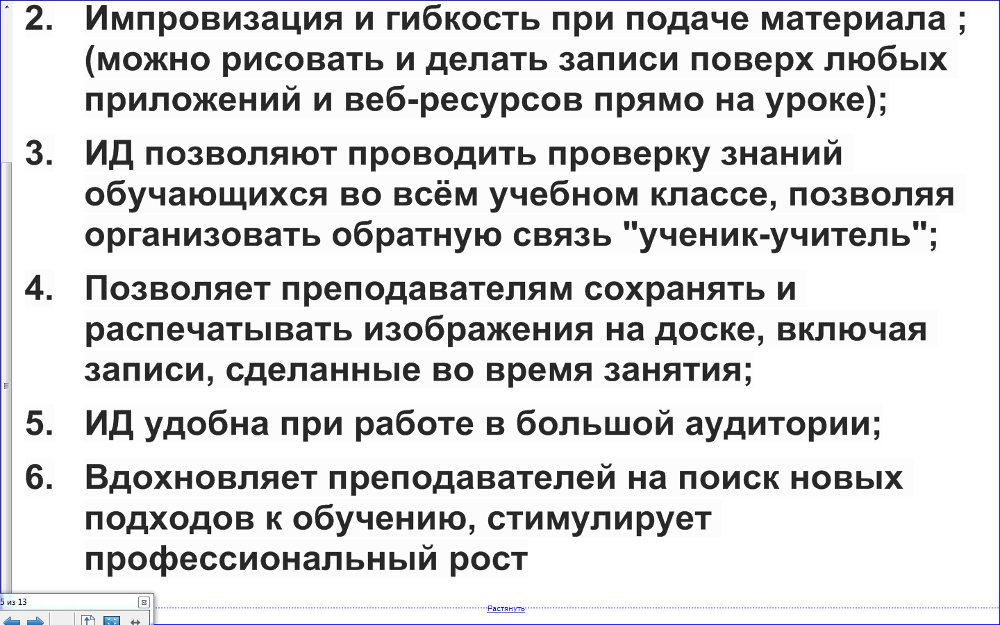 2. Импровизация и гибкость при подаче материала ;
(можно рисовать и делать записи поверх любых
приложений и веб-ресурсов прямо на уроке);
3. ИД позволяют проводить проверку знаний
обучающихся во всём учебном классе, позволяя
организовать обратную связь "ученик-учитель";
4. Позволяет преподавателям сохранять и
распечатывать изображения на доске, включая
записи, сделанные во время занятия;
5. ИД удобна при работе в большой аудитории;
6. Вдохновляет преподавателей на поиск новых
подходов к обучению, стимулирует
профессиональный рост
5 из 13
Растянуть